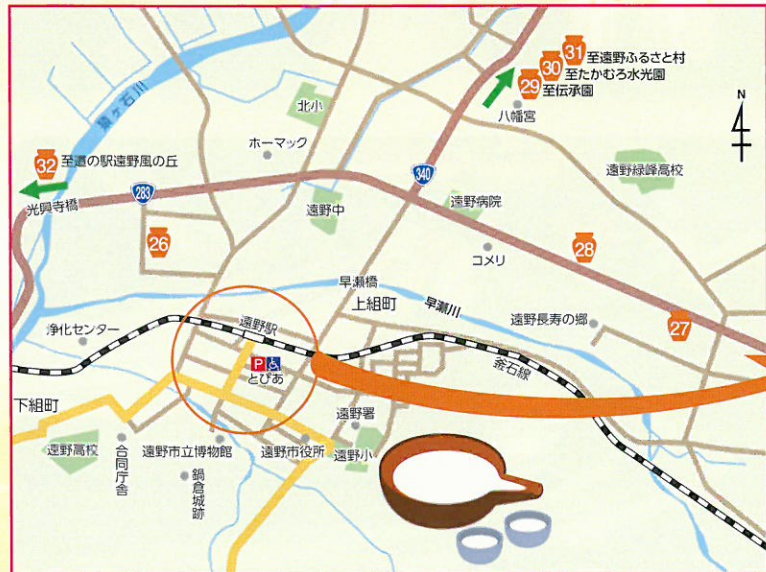 31 至遠野ふるさと村
30 至たかむろ水光園
29 至伝承園
八幡宮
N
猿ヶ石川
北小
ホーマック
32 至道の駅遠野風の丘
283
340
光興寺橋
遠野緑峰高校
遠野中
遠野病院
26
コメリ
28
早瀬橋
上組町
早瀬川
遠野長寿の郷
27
浄化センター
遠野駅
P
とぴあ
釜石線
下組町
遠野署
遠野高校
合同庁舎
遠野市立博物館
鍋倉城跡
遠野市役所
遠野小